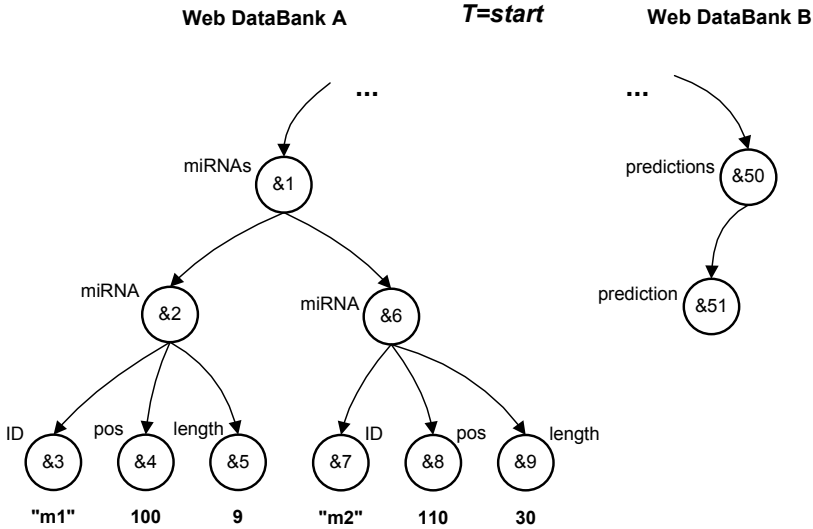 Web DataBank A T=start Web DataBank B
... ...
miRNAs &1 predictions &50
miRNA &2 miRNA &6 prediction &51
ID &3 pos &4 length &5 &7 ID &8 pos &9 length
"m1" 100 9 "m2" 110 30